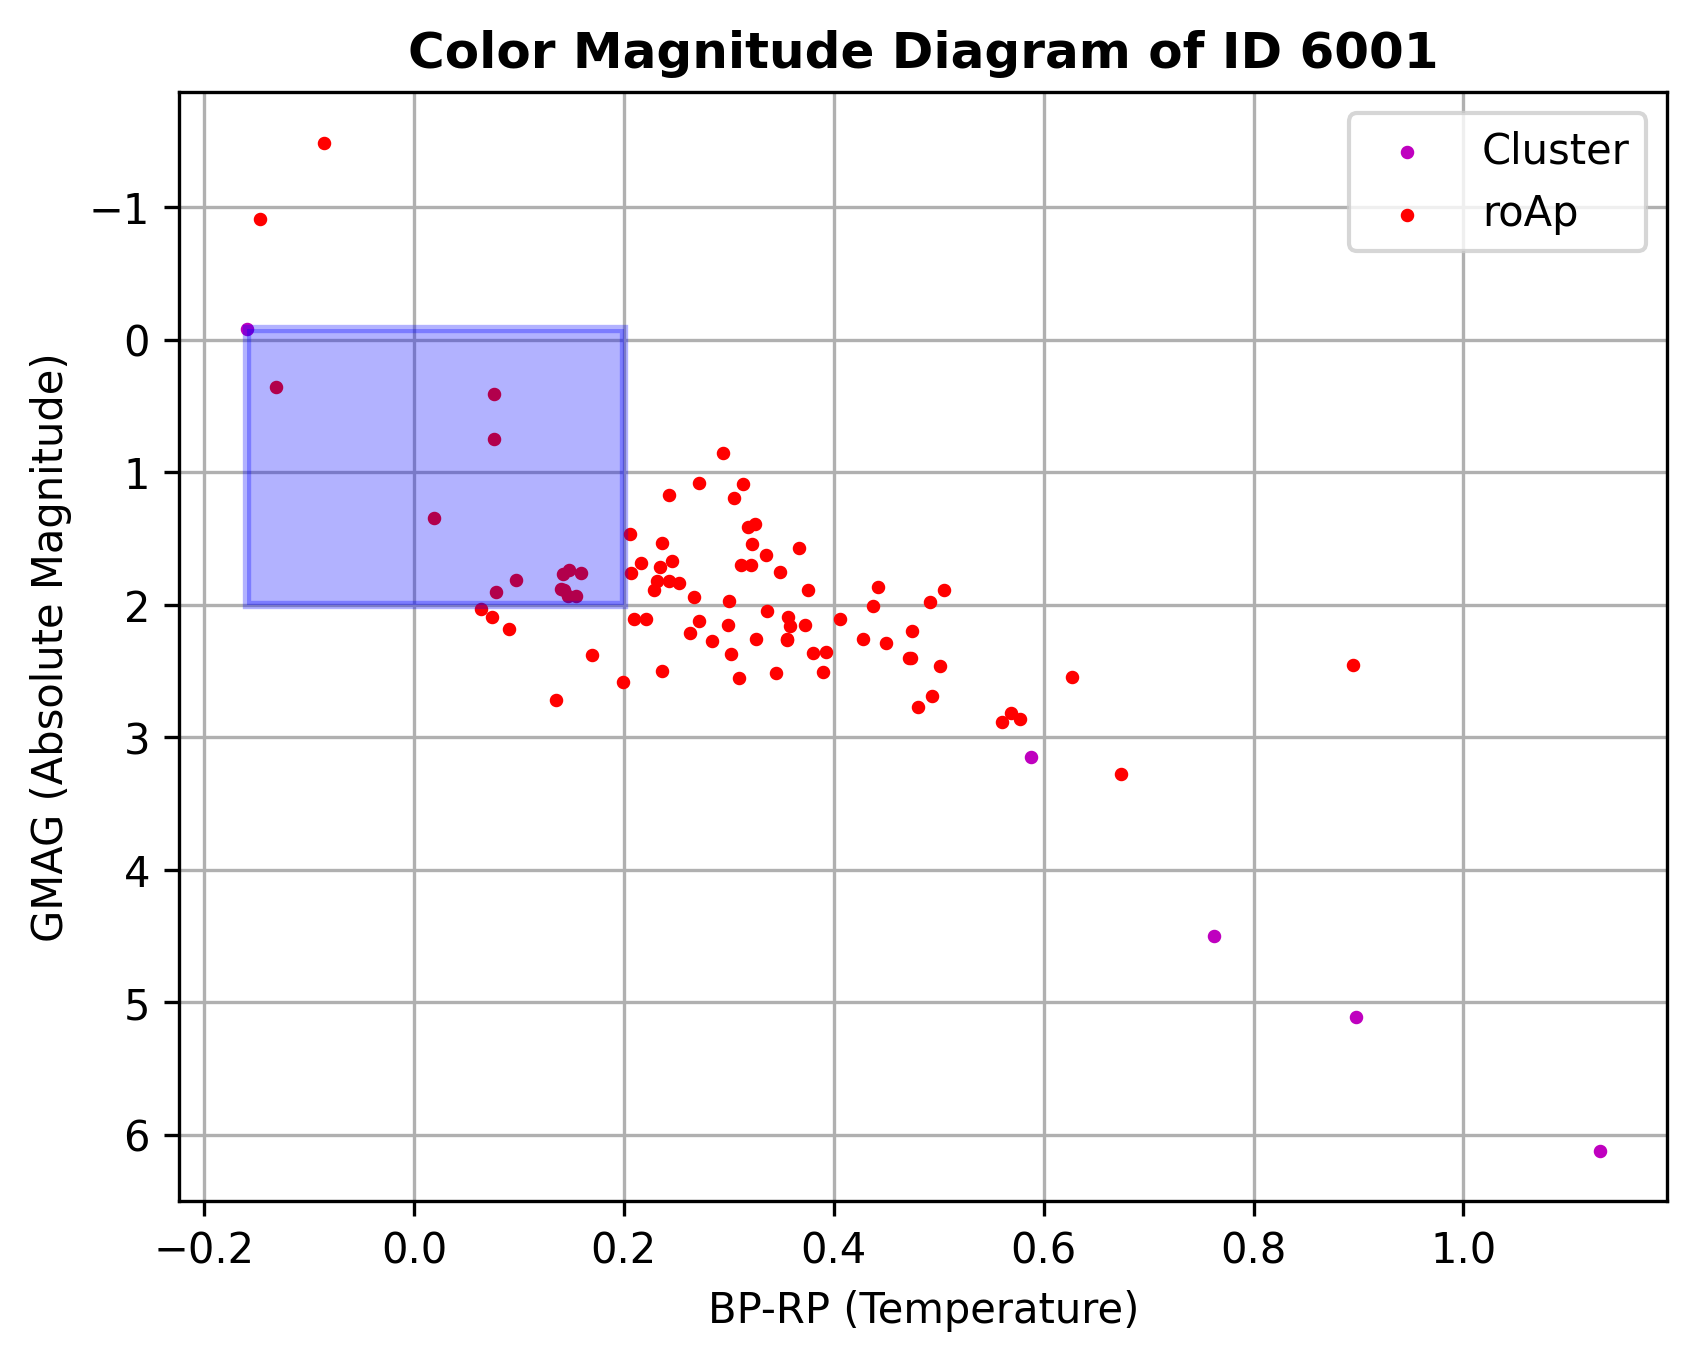 Color Magnitude Diagram of ID 6001
Cluster
roAp
GMAG (Absolute Magnitude)
−1
0
1
2
3
4
5
6
−0.2 0.0 0.2 0.4 0.6 0.8 1.0
BP-RP (Temperature)